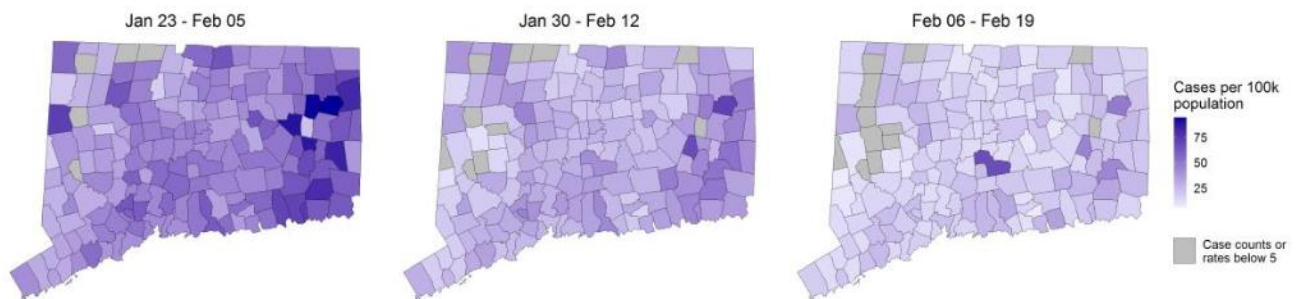 Jan 23 - Feb 05
Jan 30 - Feb 12
Feb 06 - Feb 19
Cases per 100k
population
75
50
25
Case counts or
rates below 5